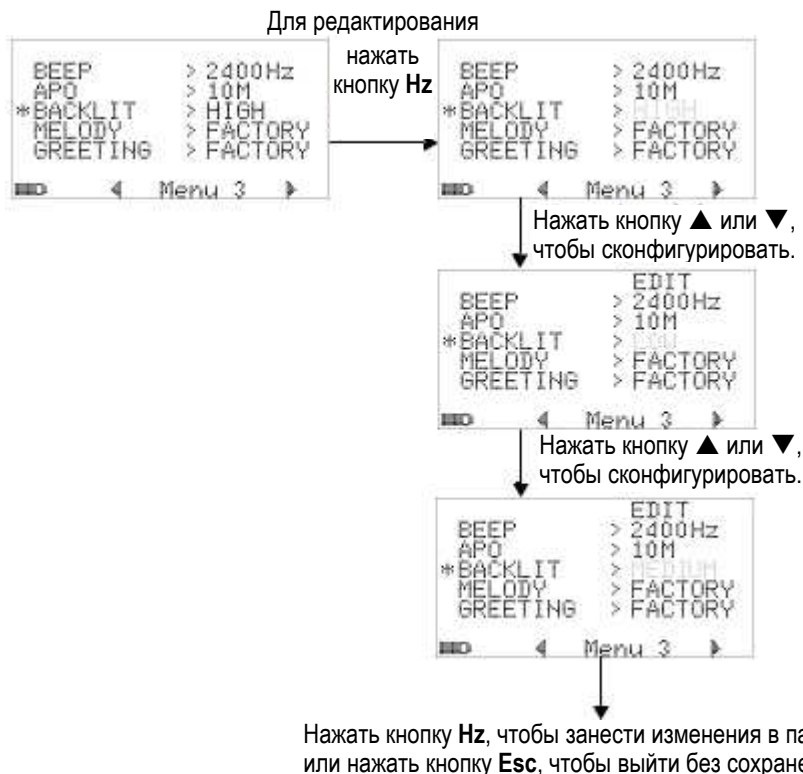 Для редактирования
нажать
кнопку Hz
BEEP > 2400Hz
APO > 10M
*BACKLIT > HIGH
MELODY > FACTORY
GREETING > FACTORY
Menu 3
BEEP > 2400Hz
APO > 10M
*BACKLIT > HIGH
MELODY > FACTORY
GREETING > FACTORY
Menu 3
Нажать кнопку ▲ или ▼,
чтобы сконфигурировать.
EDIT
BEEP > 2400Hz
APO > 10M
*BACKLIT > LOW
MELODY > FACTORY
GREETING > FACTORY
Menu 3
Нажать кнопку ▲ или ▼,
чтобы сконфигурировать.
EDIT
BEEP > 2400Hz
APO > 10M
*BACKLIT > MEDIUM
MELODY > FACTORY
GREETING > FACTORY
Menu 3
Нажать кнопку Hz, чтобы занести изменения в па
или нажать кнопку Esc, чтобы выйти без сохране